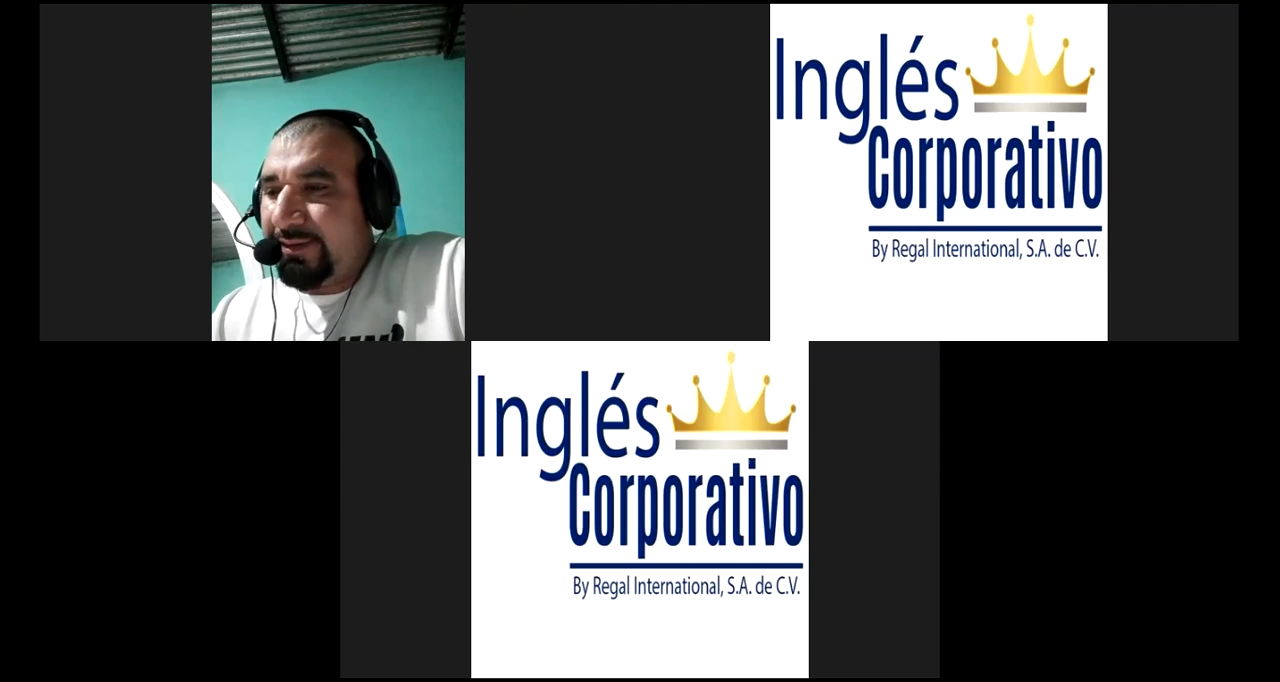 Inglés
Corporativo
By Regal International, S.A. de C.V.
Inglés
Corporativo
By Regal International, S.A. de C.V.